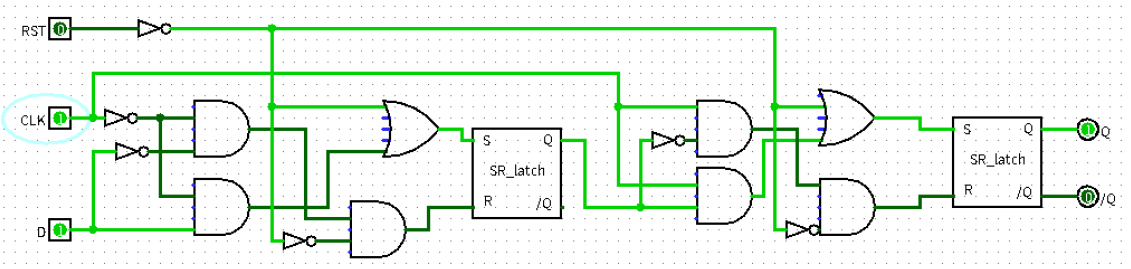 RST 0
CLK 1
D 1
S Q
SR_latch
R /Q
S Q
SR_latch
R /Q
1 Q
0 /Q